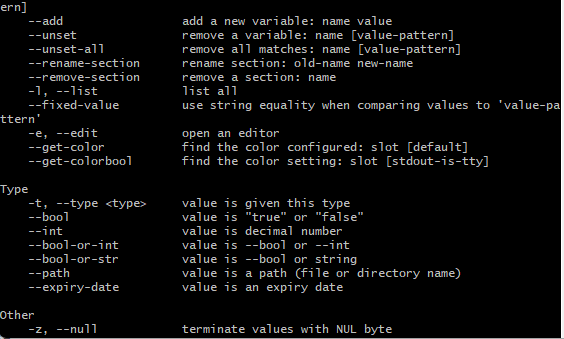 ern]
    --add                 add a new variable: name value
    --unset               remove a variable: name [value-pattern]
    --unset-all           remove all matches: name [value-pattern]
    --rename-section      rename section: old-name new-name
    --remove-section      remove a section: name
    -l, --list            list all
    --fixed-value         use string equality when comparing values to 'value-pa
ttern'
    -e, --edit            open an editor
    --get-color           find the color configured: slot [default]
    --get-colorbool       find the color setting: slot [stdout-is-tty]

Type
    -t, --type <type>     value is given this type
    --bool                value is "true" or "false"
    --int                 value is decimal number
    --bool-or-int         value is --bool or --int
    --bool-or-str         value is --bool or string
    --path                value is a path (file or directory name)
    --expiry-date         value is an expiry date

Other
    -z, --null            terminate values with NUL byte